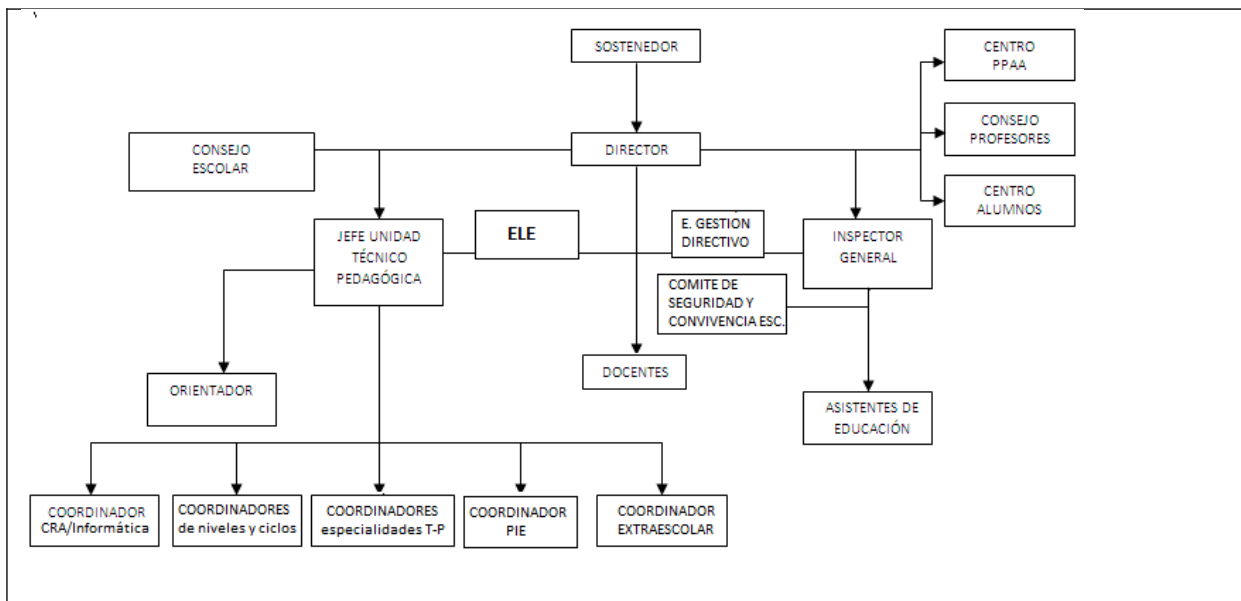 SOSTENEDOR
CENTRO
PPAA
CONSEJO
PROFESORES
CENTRO
ALUMNOS
CONSEJO
ESCOLAR
DIRECTOR
JEFE UNIDAD
TÉCNICO
PEDAGÓGICA
ELE
E. GESTIÓN
DIRECTIVO
INSPECTOR
GENERAL
COMITE DE
SEGURIDAD Y
CONVIVENCIA ESC.
DOCENTES
ORIENTADOR
ASISTENTES DE
EDUCACIÓN
COORDINADOR
CRA/Informática
COORDINADORES
de niveles y ciclos
COORDINADORES
especialidades T-P
COORDINADOR
PIE
COORDINADOR
EXTRAESCOLAR